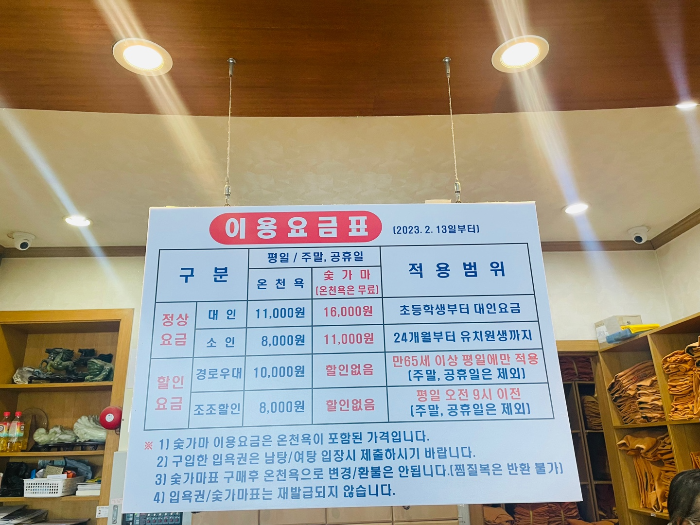 이용요금표 (2023. 2. 13일부터)
구 분 평일 / 주말, 공휴일 적 용 범 위
온 천 욕 숯 가 마 (온천욕은 무료)
정상 요금 대 인 11,000원 16,000원 초등학생부터 대인요금
소 인 8,000원 11,000원 24개월부터 유치원생까지
할인 요금 경로우대 10,000원 할인없음 만65세 이상 평일에만 적용 (주말, 공휴일은 제외)
조조할인 8,000원 할인없음 평일 오전 9시 이전 (주말, 공휴일은 제외)
※ 1) 숯가마 이용요금은 온천욕이 포함된 가격입니다.
2) 구입한 입욕권은 남탕/여탕 입장시 제출하시기 바랍니다.
3) 숯가마표 구매후 온천욕으로 변경/환불은 안됩니다.(찜질복은 반환 불가)
4) 입욕권/숯가마표는 재발급되지 않습니다.